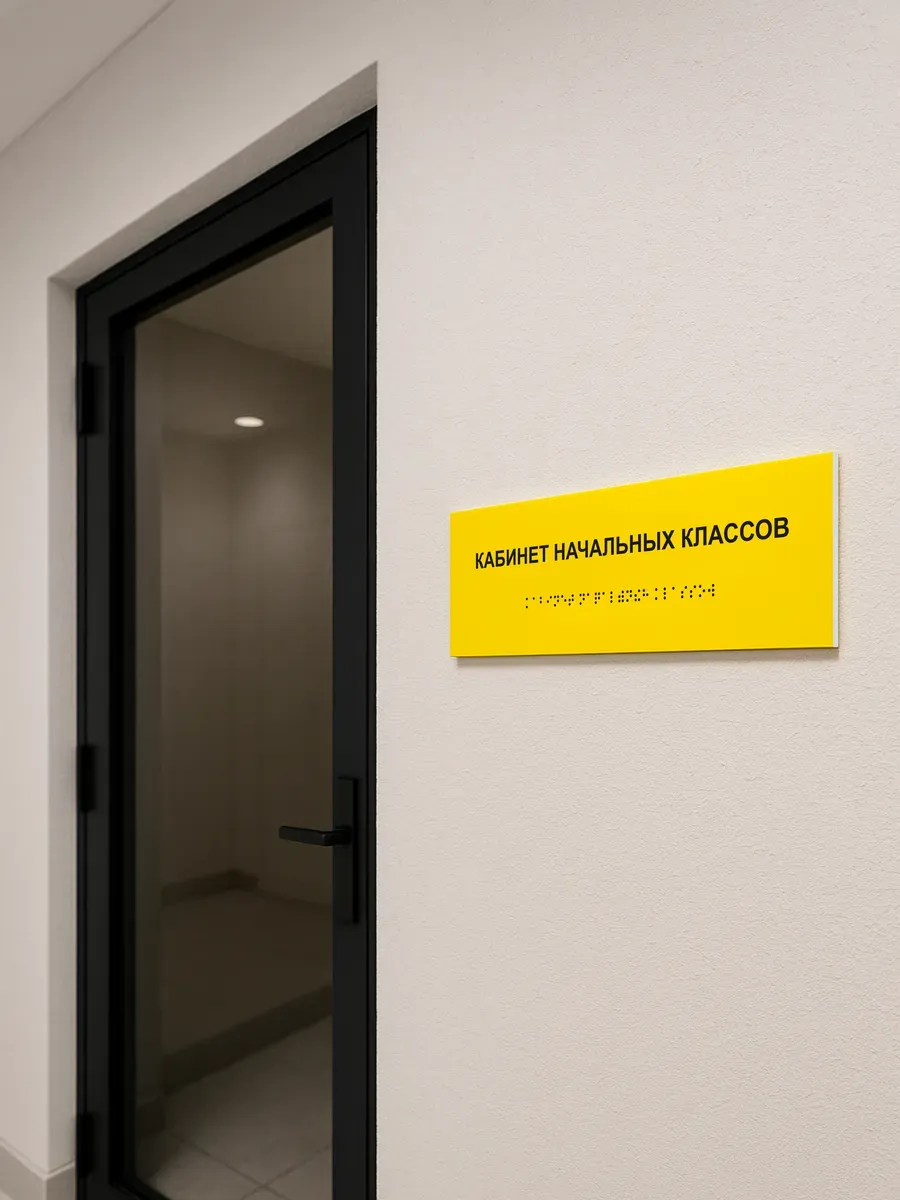 КАБИНЕТ НАЧАЛЬНЫХ КЛАССОВ
⠅⠁⠃⠊⠝⠑⠞ ⠝⠁⠟⠁⠇⠾⠝⠮⠓ ⠅⠇⠁⠎⠎⠕⠺